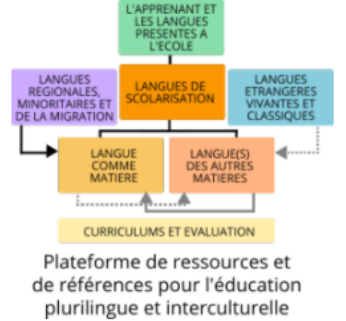 L'APPRENANT ET
LES LANGUES
PRESENTES A
L'ECOLE
LANGUES
REGIONALES,
MINORITAIRES ET
DE LA MIGRATION
LANGUES DE
SCOLARISATION
LANGUES
ETRANGERES
VIVANTES ET
CLASSIQUES
LANGUE
COMME
MATIERE
LANGUE(S)
DES AUTRES
MATIERES
CURRICULUMS ET EVALUATION
Plateforme de ressources et
de références pour l'éducation
plurilingue et interculturelle